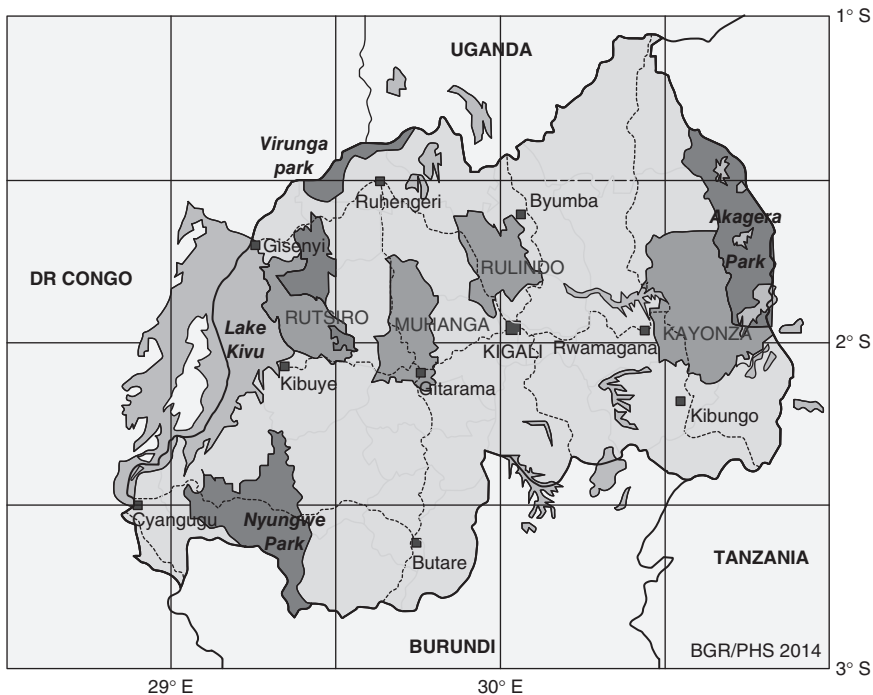 1° S
UGANDA
Virunga
park
Ruhengeri
Byumba
Akagera
Park
Gisenyi
DR CONGO
RULINDO
RUTSIRO
MUHANGA
Lake
Kivu
KIGALI
Rwamagana
KAYONZA
2° S
Kibuye
Gitarama
Kibungo
Cyangugu
Nyungwe
Park
Butare
TANZANIA
BURUNDI
BGR/PHS 2014
3° S
29° E
30° E